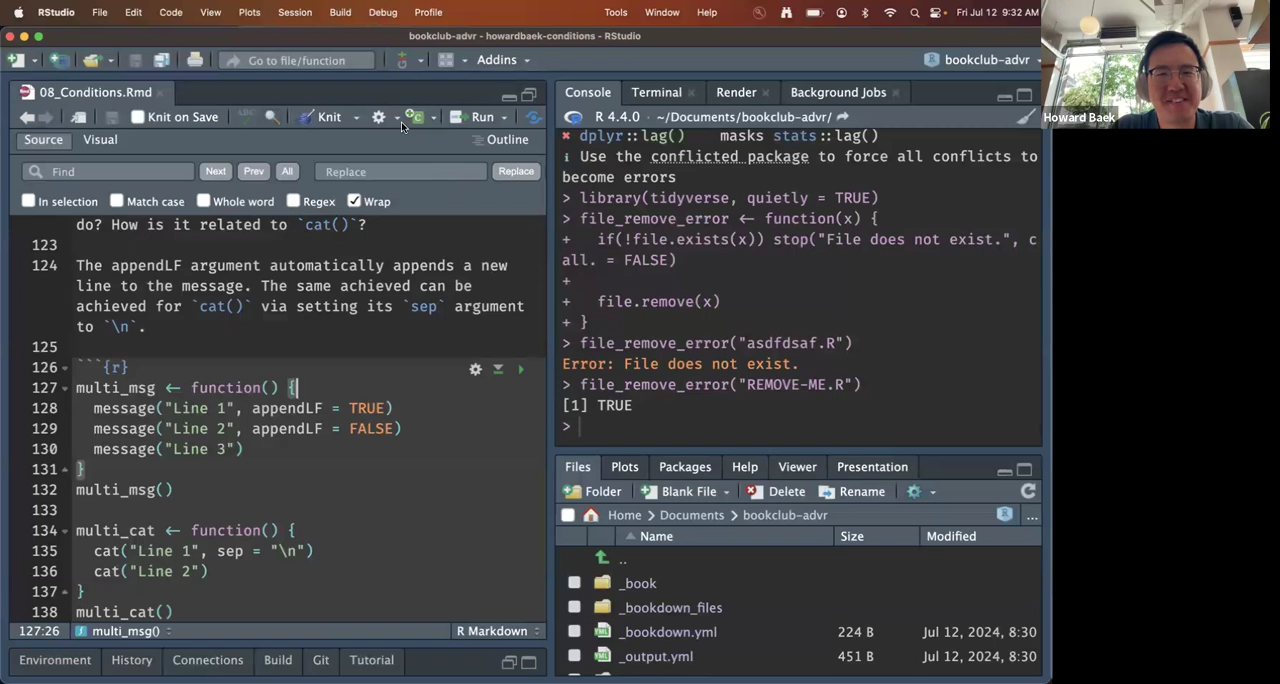 RStudio File Edit Code View Plots Session Build Debug Profile Tools Window Help Fri Jul 12 9:32 AM
bookclub-advr - howardbaek-conditions - RStudio
Go to file/function Addins bookclub-advr
08_Conditions.Rmd
Knit on Save ABC Knit Run
Source Visual Outline
Find Next Prev All Replace Replace
In selection Match case Whole word Regex Wrap
do? How is it related to `cat()`?
123
124 The appendLF argument automatically appends a new
line to the message. The same achieved can be
achieved for `cat()` via setting its `sep` argument
to `\n`.
125
126 ```{r}
127 multi_msg ← function() {
128 message("Line 1", appendLF = TRUE)
129 message("Line 2", appendLF = FALSE)
130 message("Line 3")
131 }
132 multi_msg()
133
134 multi_cat ← function() {
135 cat("Line 1", sep = "\n")
136 cat("Line 2")
137 }
138 multi_cat()
127:26 multi_msg() R Markdown
Environment History Connections Build Git Tutorial
Console Terminal Render Background Jobs
R 4.4.0 · ~/Documents/bookclub-advr/
✖ dplyr::lag() masks stats::lag()
ℹ Use the conflicted package to force all conflicts to
become errors
> library(tidyverse, quietly = TRUE)
> file_remove_error ← function(x) {
+ if(!file.exists(x)) stop("File does not exist.", c
all. = FALSE)
+
+ file.remove(x)
+ }
> file_remove_error("asdfdsaf.R")
Error: File does not exist.
> file_remove_error("REMOVE-ME.R")
[1] TRUE
>
Files Plots Packages Help Viewer Presentation
Folder Blank File Delete Rename
Home > Documents > bookclub-advr ...
Name Size Modified
..
_book
_bookdown_files
_bookdown.yml 224 B Jul 12, 2024, 8:30
_output.yml 451 B Jul 12, 2024, 8:30
Howard Baek